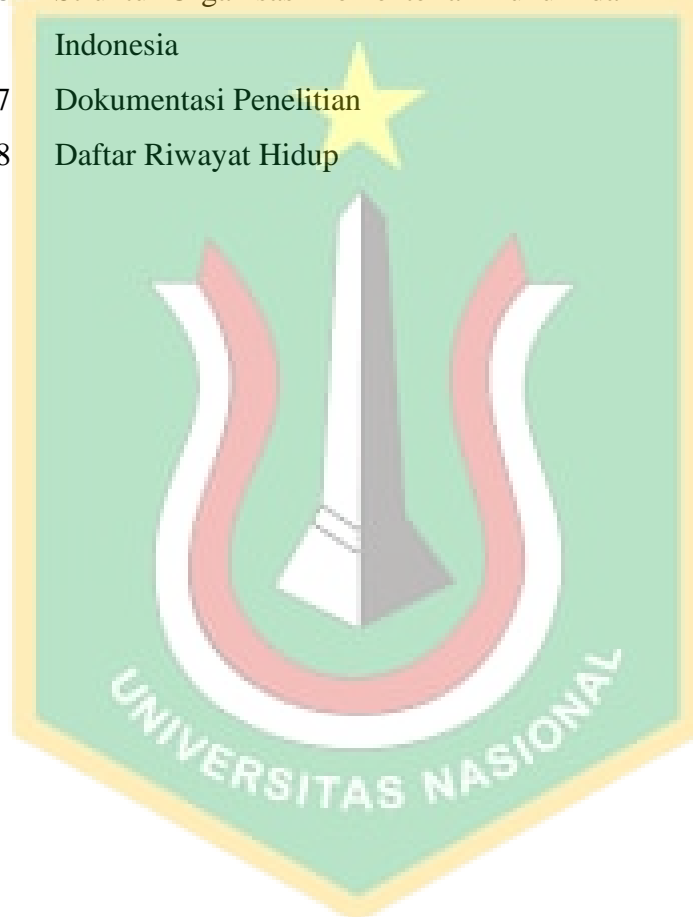 Indonesia
7 Dokumentasi Penelitian
8 Daftar Riwayat Hidup
UNIVERSITAS NASIONAL